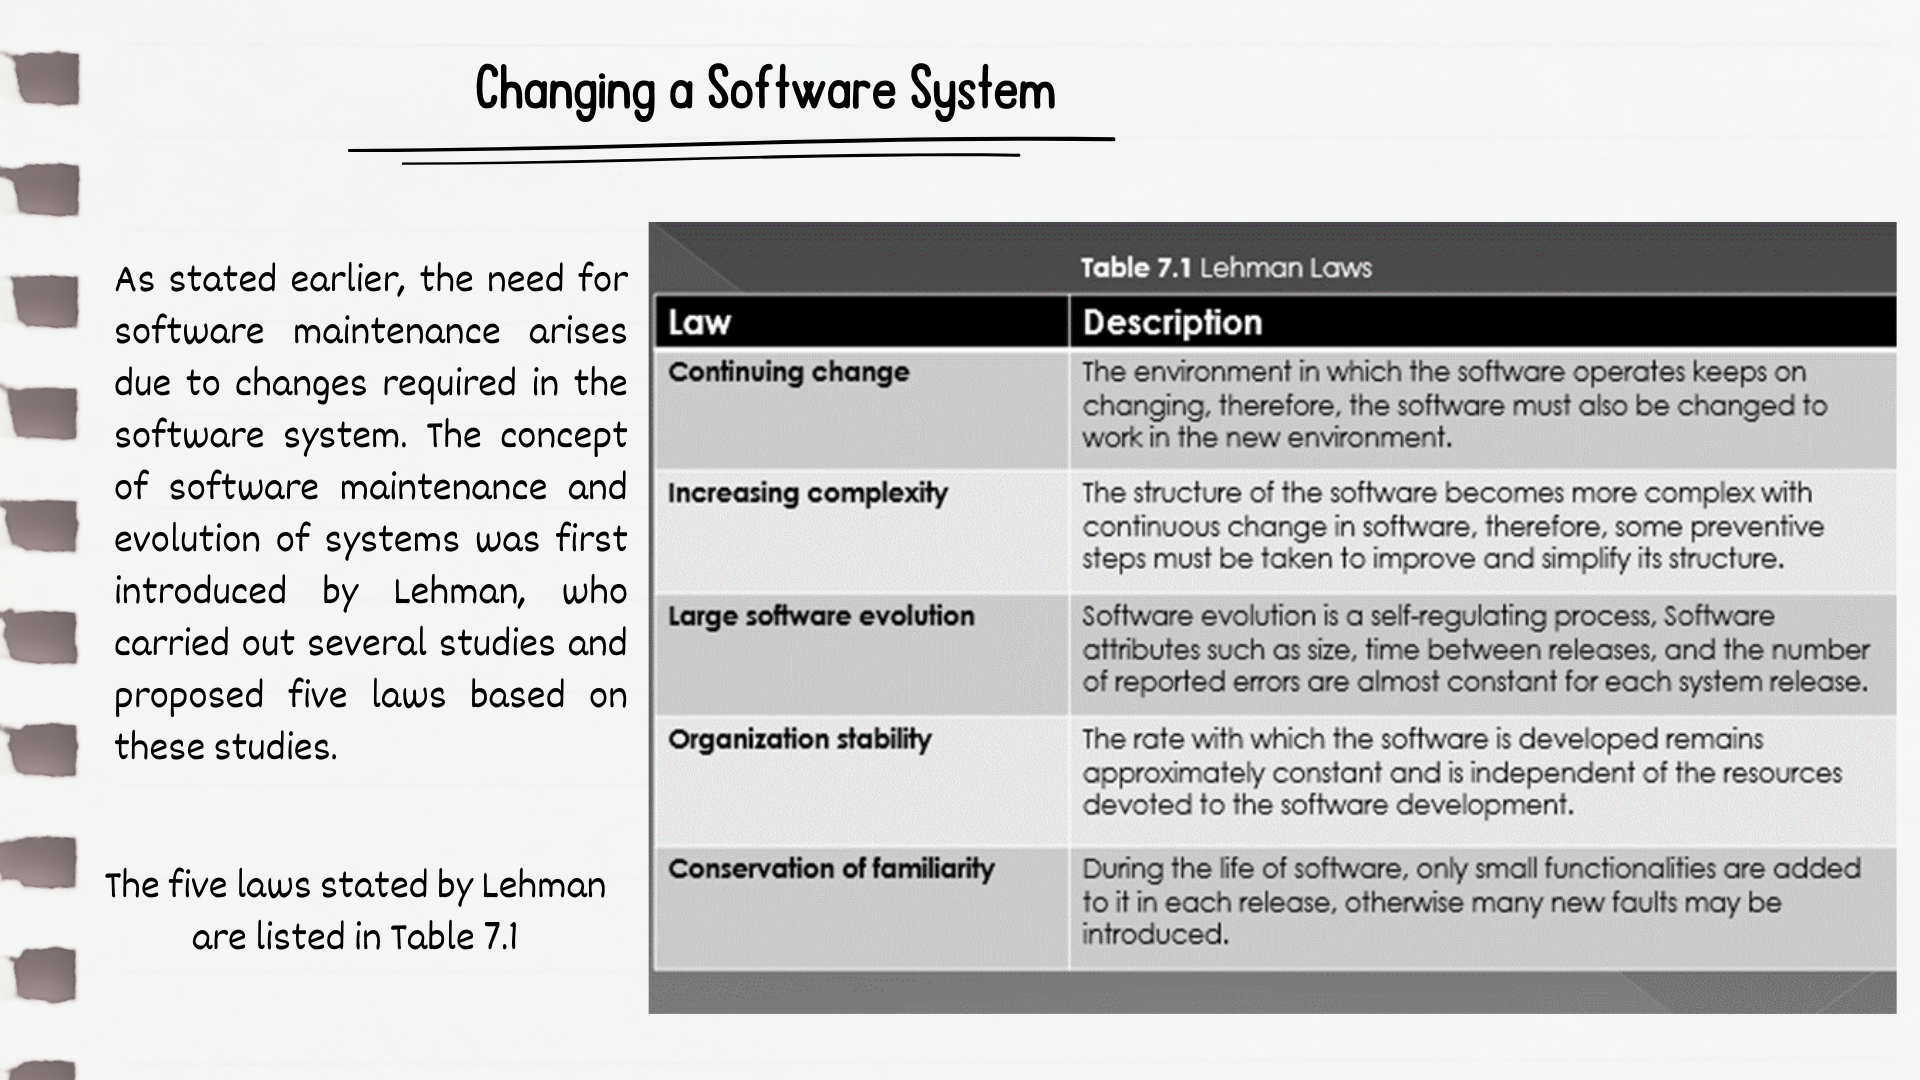 Changing a Software System
As stated earlier, the need for
software maintenance arises
due to changes required in the
software system. The concept
of software maintenance and
evolution of systems was first
introduced by Lehman, who
carried out several studies and
proposed five laws based on
these studies.
The five laws stated by Lehman
are listed in Table 7.1
Table 7.1 Lehman Laws
Law Description
Continuing change The environment in which the software operates keeps on
changing, therefore, the software must also be changed to
work in the new environment.
Increasing complexity The structure of the software becomes more complex with
continuous change in software, therefore, some preventive
steps must be taken to improve and simplify its structure.
Large software evolution Software evolution is a self-regulating process, Software
attributes such as size, time between releases, and the number
of reported errors are almost constant for each system release.
Organization stability The rate with which the software is developed remains
approximately constant and is independent of the resources
devoted to the software development.
Conservation of familiarity During the life of software, only small functionalities are added
to it in each release, otherwise many new faults may be
introduced.